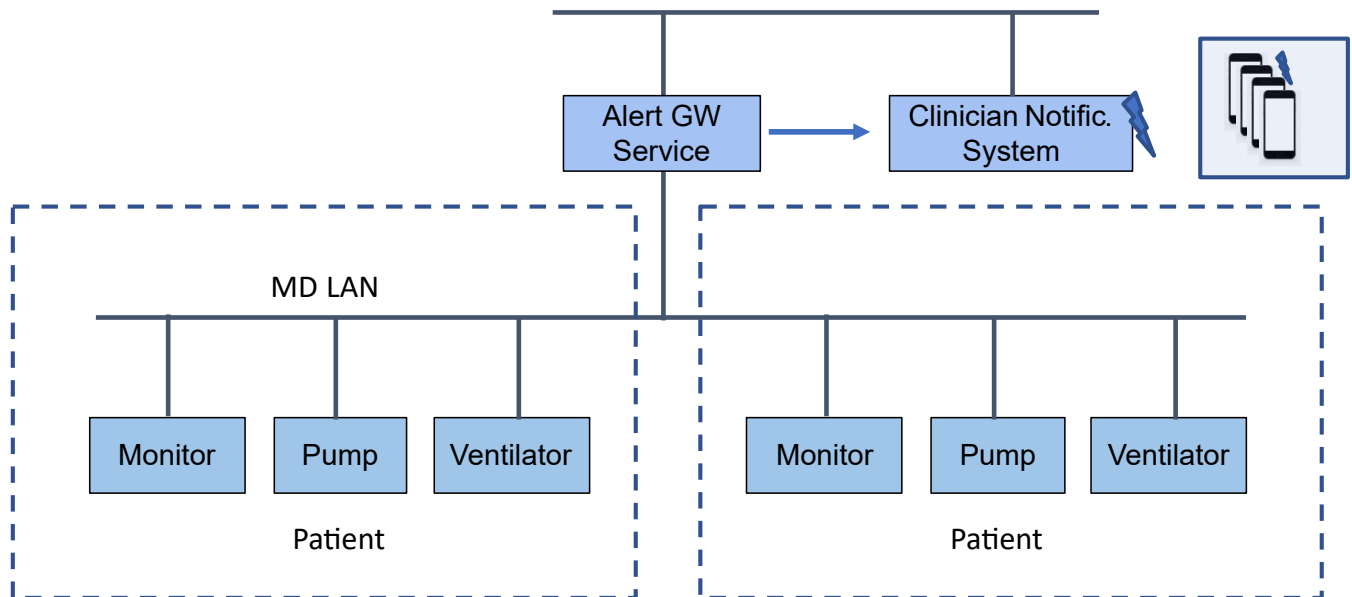 Alert GW
Service
Clinician Notific.
System
MD LAN
Monitor
Pump
Ventilator
Monitor
Pump
Ventilator
Patient
Patient